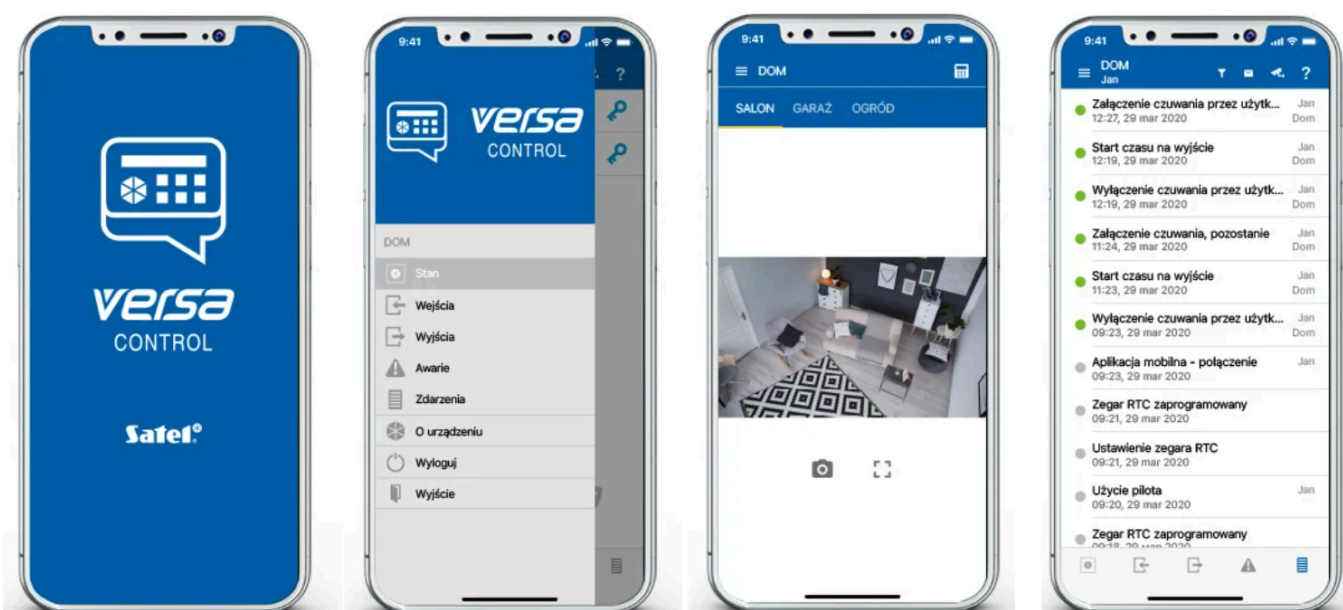 versa
CONTROL
Satel®
9:41
?
versa
CONTROL
DOM
Stan
Wejścia
Wyjścia
Awarie
Zdarzenia
O urządzeniu
Wyloguj
Wyjście
9:41
DOM
SALON GARAŻ OGRÓD
9:41
DOM
Jan
?
Załączenie czuwania przez użytk... Jan
12:27, 29 mar 2020 Dom
Start czasu na wyjście Jan
12:19, 29 mar 2020 Dom
Wyłączenie czuwania przez użytk... Jan
12:19, 29 mar 2020 Dom
Załączenie czuwania, pozostanie Jan
11:24, 29 mar 2020 Dom
Start czasu na wyjście Jan
11:23, 29 mar 2020 Dom
Wyłączenie czuwania przez użytk... Jan
09:23, 29 mar 2020 Dom
Aplikacja mobilna - połączenie Jan
09:23, 29 mar 2020
Zegar RTC zaprogramowany
09:21, 29 mar 2020
Ustawienie zegara RTC
09:21, 29 mar 2020
Użycie pilota Jan
09:20, 29 mar 2020
Zegar RTC zaprogramowany